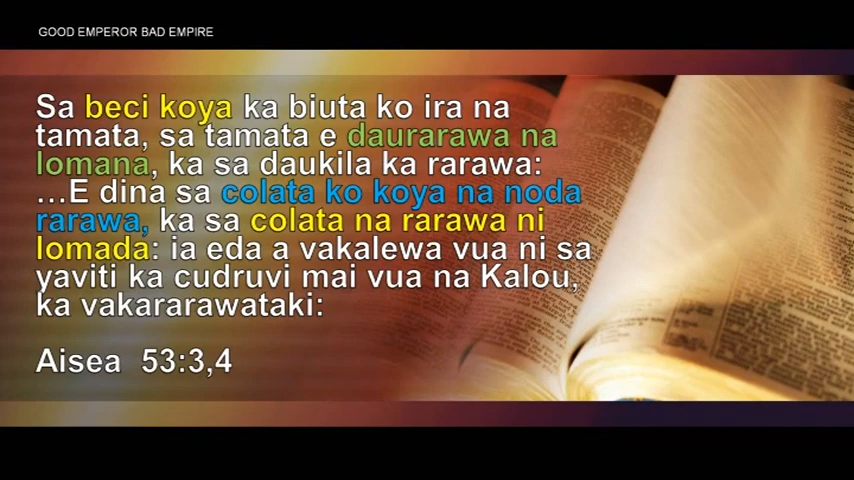 GOOD EMPEROR BAD EMPIRE
Sa beci koya ka biuta ko ira na
tamata, sa tamata e daurarawa na
lomana, ka sa daukila ka rarawa:
…E dina sa colata ko koya na noda
rarawa, ka sa colata na rarawa ni
lomada: ia eda a vakalewa vua ni sa
yaviti ka cudruvi mai vua na Kalou,
ka vakararawataki:
Aisea 53:3,4